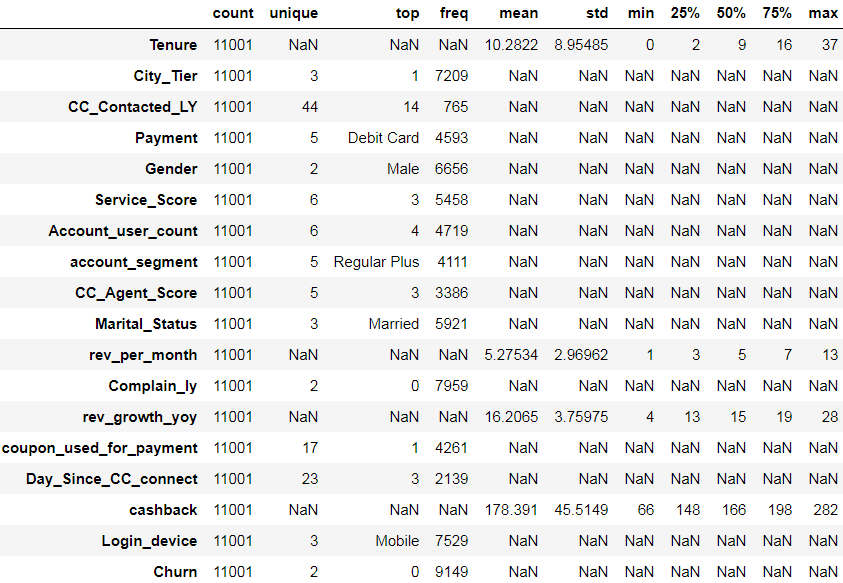 count unique top freq mean std min 25% 50% 75% max
Tenure 11001 NaN NaN NaN 10.2822 8.95485 0 2 9 16 37
City_Tier 11001 3 1 7209 NaN NaN NaN NaN NaN NaN NaN
CC_Contacted_LY 11001 44 14 765 NaN NaN NaN NaN NaN NaN NaN
Payment 11001 5 Debit Card 4593 NaN NaN NaN NaN NaN NaN NaN
Gender 11001 2 Male 6656 NaN NaN NaN NaN NaN NaN NaN
Service_Score 11001 6 3 5458 NaN NaN NaN NaN NaN NaN NaN
Account_user_count 11001 6 4 4719 NaN NaN NaN NaN NaN NaN NaN
account_segment 11001 5 Regular Plus 4111 NaN NaN NaN NaN NaN NaN NaN
CC_Agent_Score 11001 5 3 3386 NaN NaN NaN NaN NaN NaN NaN
Marital_Status 11001 3 Married 5921 NaN NaN NaN NaN NaN NaN NaN
rev_per_month 11001 NaN NaN NaN 5.27534 2.96962 1 3 5 7 13
Complain_ly 11001 2 0 7959 NaN NaN NaN NaN NaN NaN NaN
rev_growth_yoy 11001 NaN NaN NaN 16.2065 3.75975 4 13 15 19 28
coupon_used_for_payment 11001 17 1 4261 NaN NaN NaN NaN NaN NaN NaN
Day_Since_CC_connect 11001 23 3 2139 NaN NaN NaN NaN NaN NaN NaN
cashback 11001 NaN NaN NaN 178.391 45.5149 66 148 166 198 282
Login_device 11001 3 Mobile 7529 NaN NaN NaN NaN NaN NaN NaN
Churn 11001 2 0 9149 NaN NaN NaN NaN NaN NaN NaN